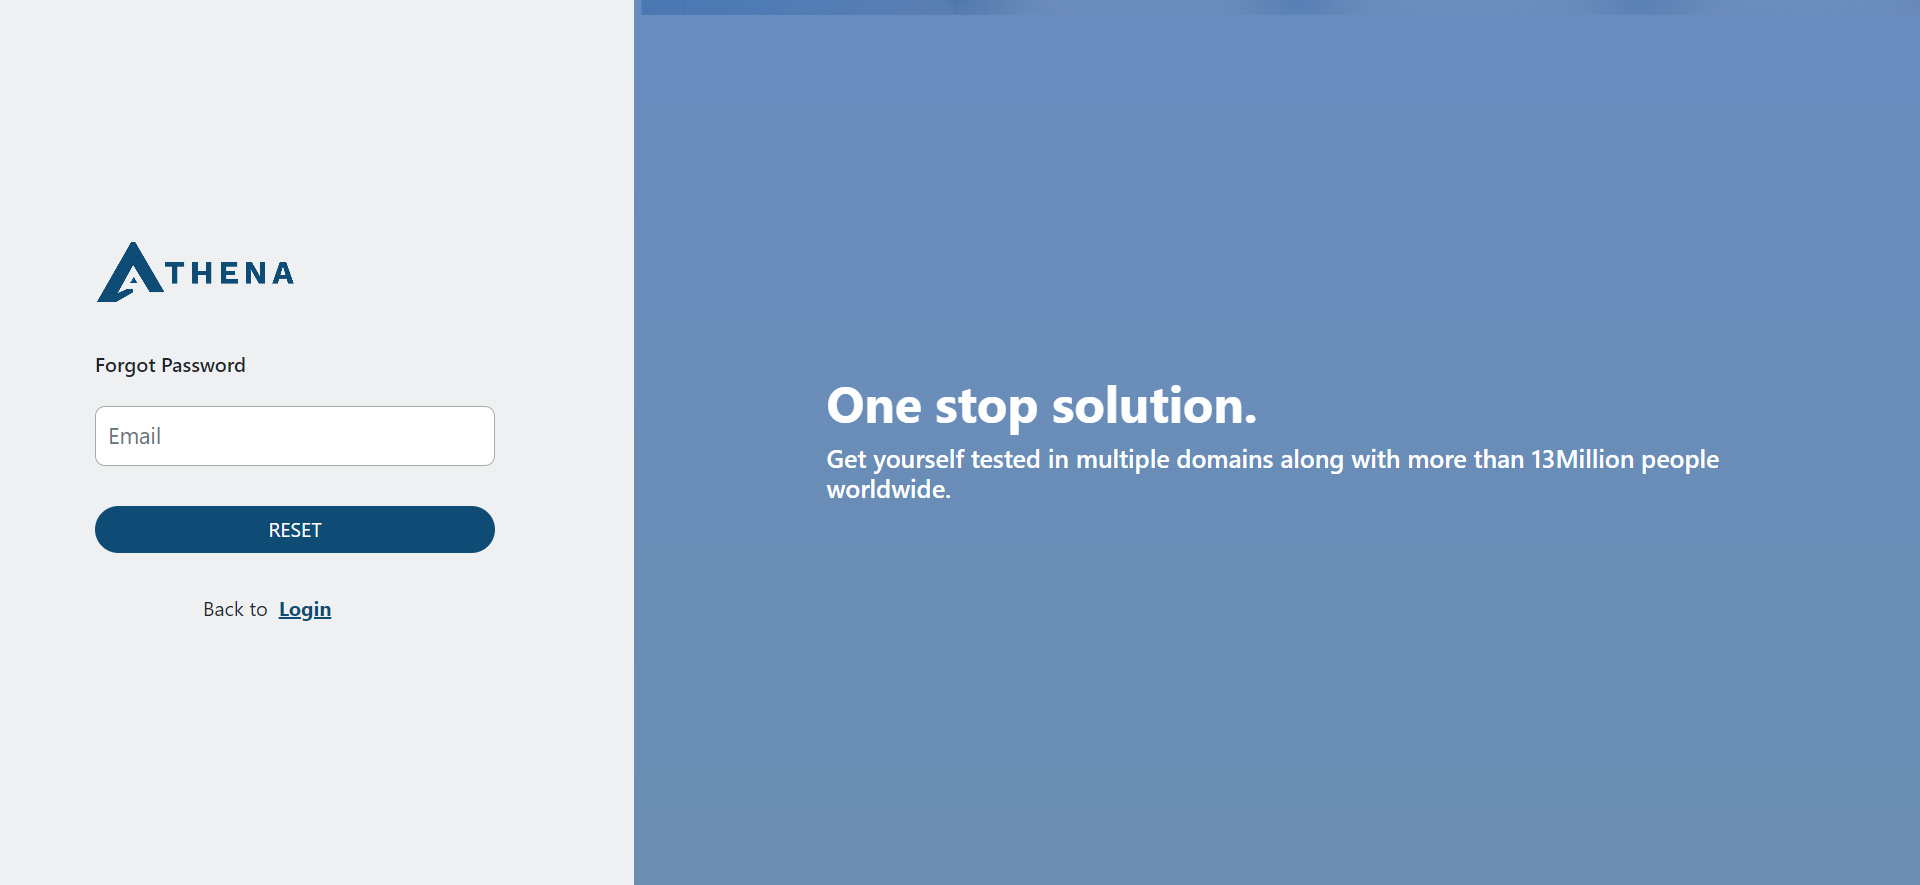 ATHENA
Forgot Password
Email
RESET
Back to Login
One stop solution.
Get yourself tested in multiple domains along with more than 13Million people
worldwide.